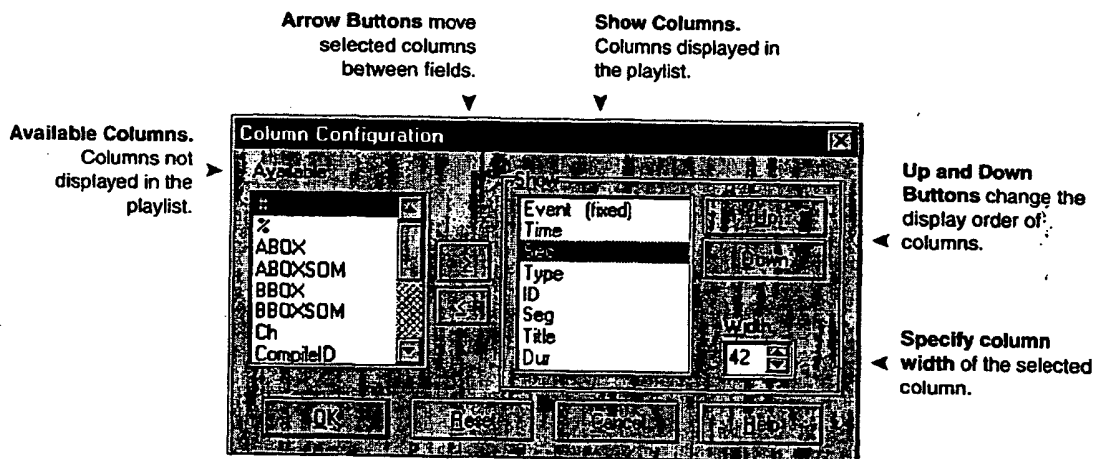 Arrow Buttons move
selected columns
between fields.
Show Columns.
Columns displayed in
the playlist.
Available Columns.
Columns not
displayed in the
playlist.
Column Configuration
Available
#
%
ABOX
ABOXSOM
BBOX
BBOXSOM
Ch
CompileID
Show
Event (fixed)
Time
Type
ID
Seg
Title
Dur
Up
Down
Width
42
OK
Reset
Cancel
Help
Up and Down
Buttons change the
display order of
columns.
Specify column
width of the selected
column.